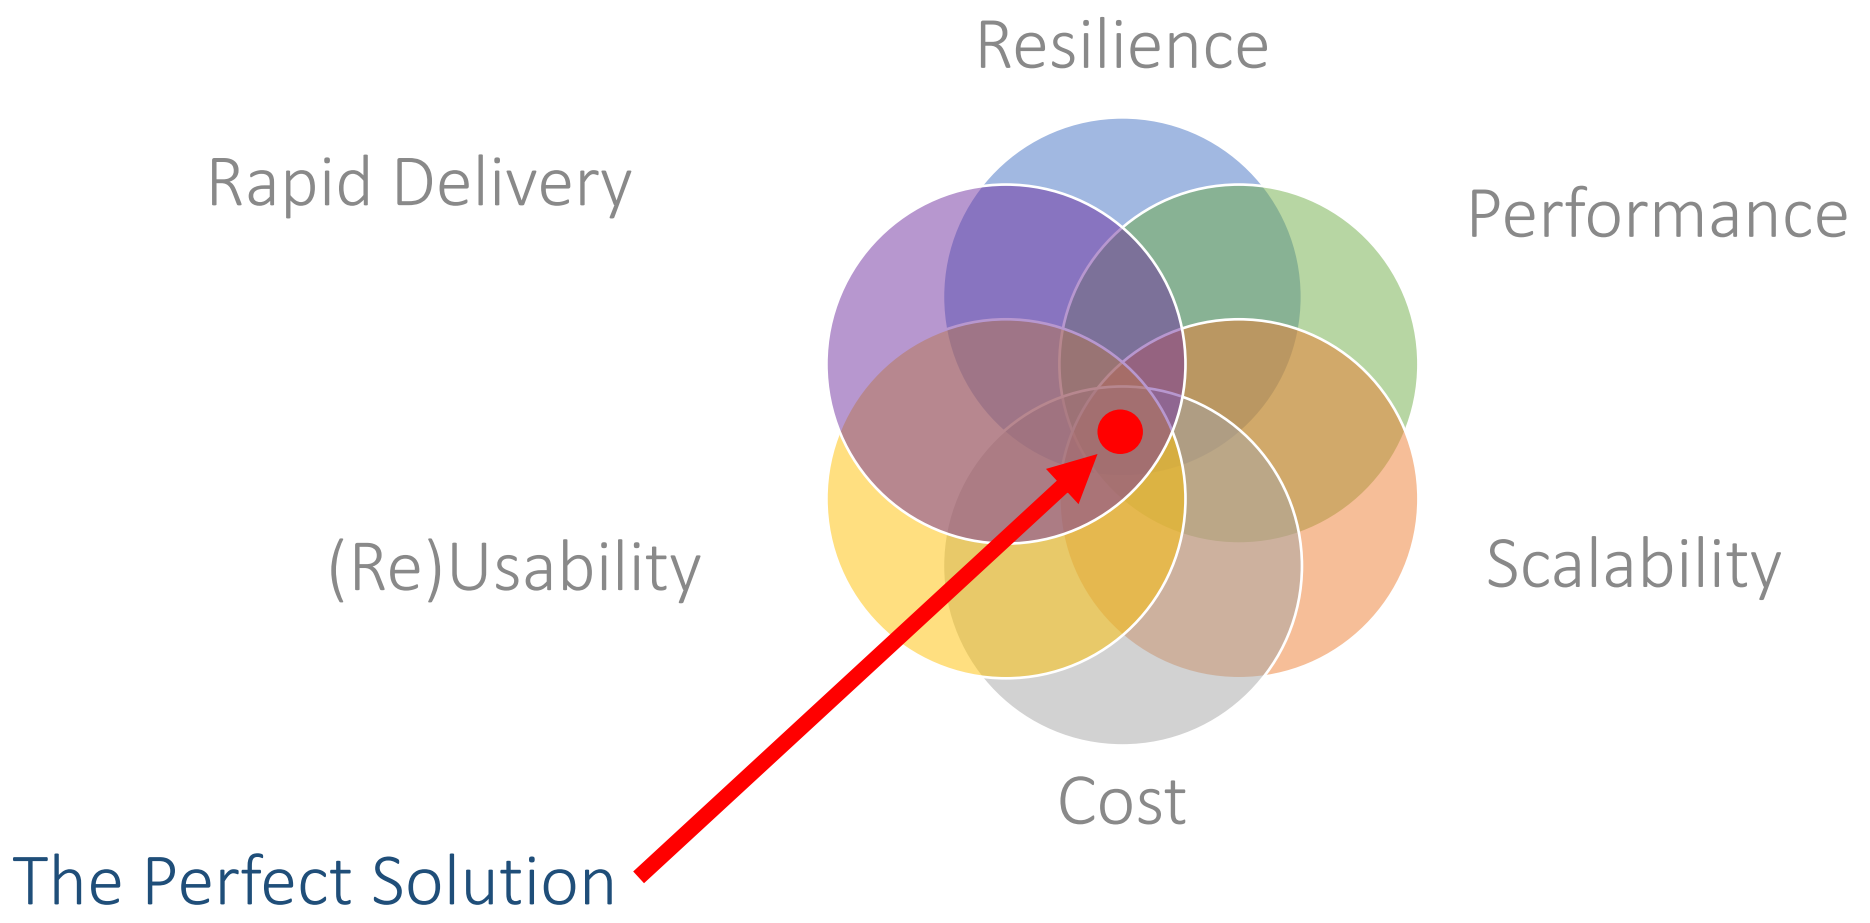 Resilience
Rapid Delivery
Performance
(Re)Usability
Scalability
Cost
The Perfect Solution